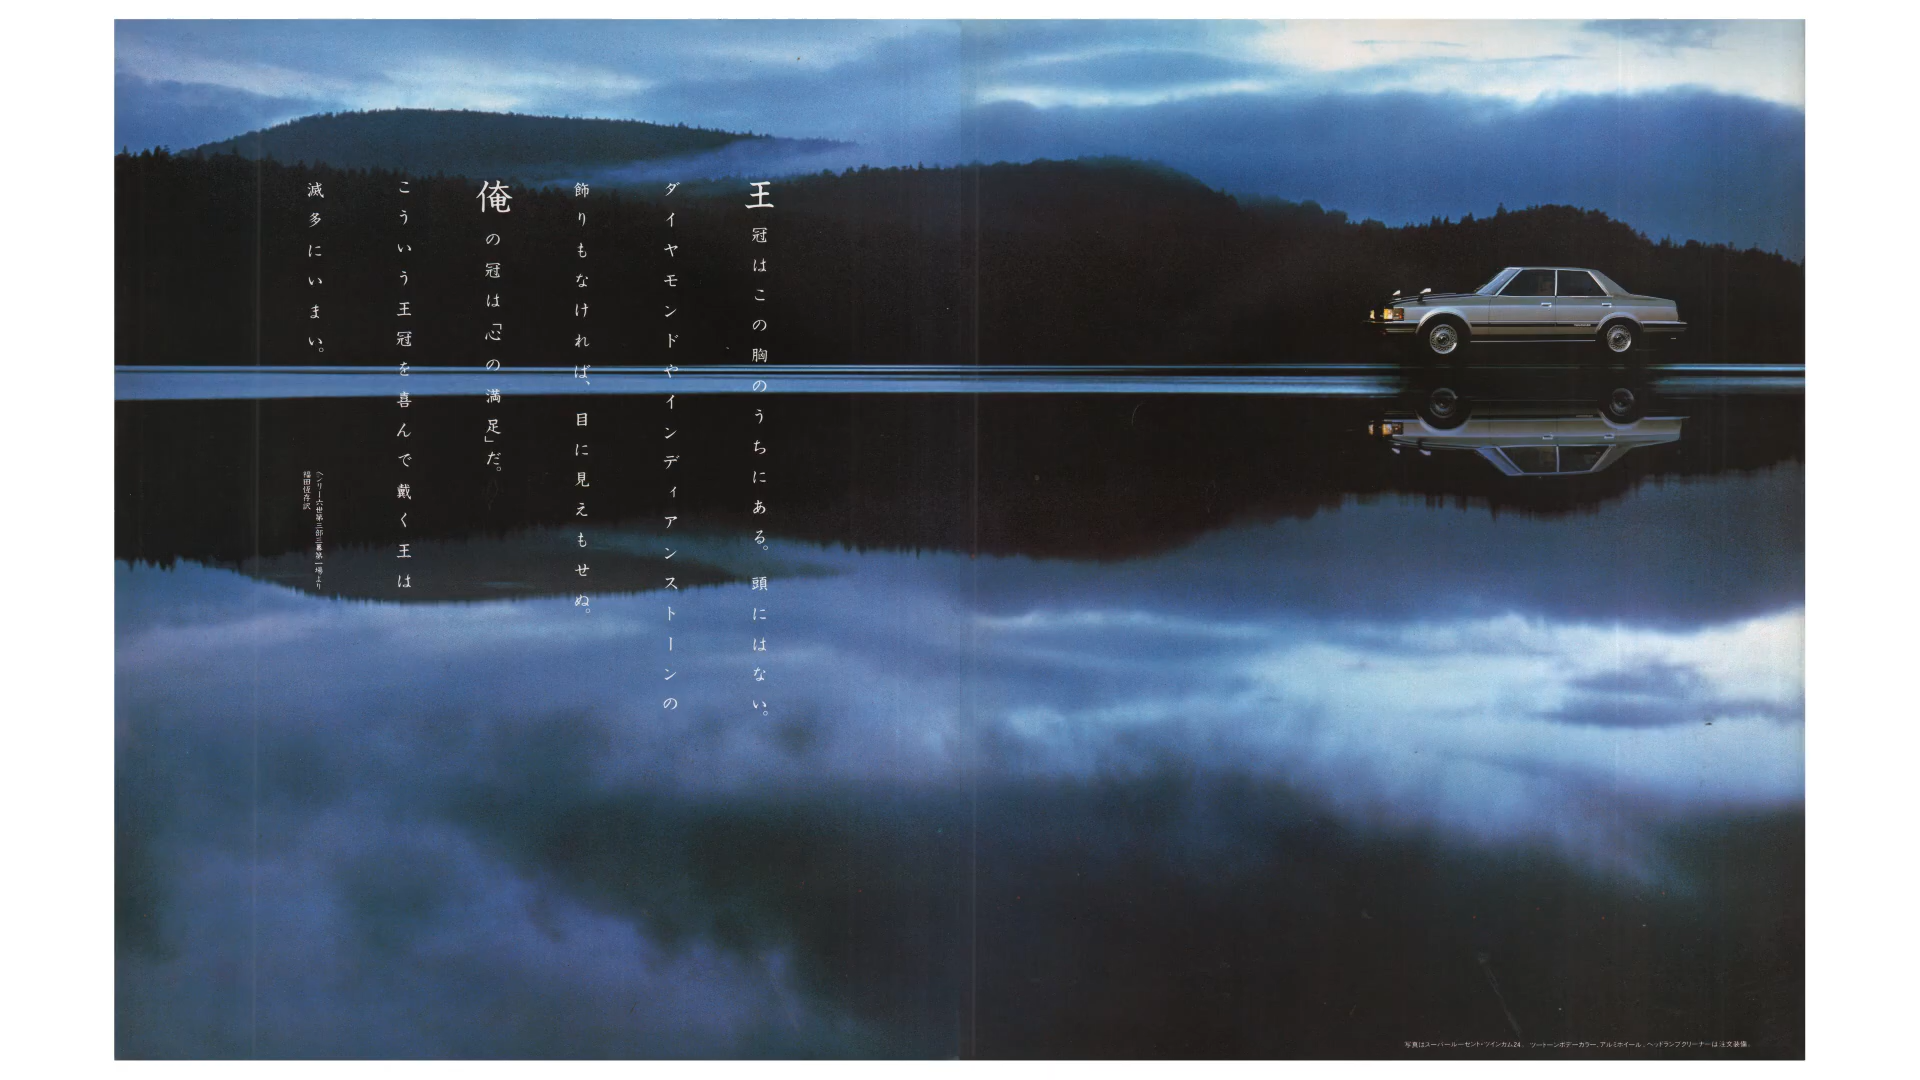 王冠はこの胸のうちにある。頭にはない。
ダイヤモンドやインディアンストーンの
飾りもなければ、目に見えもせぬ。
俺の冠は「心の満足」だ。
こういう王冠を喜んで戴く王は
滅多にいまい。
ヘンリー六世第三部三幕第一場より
福田恆存訳
写真はスーパールーセント・ツインカム24。ツートーンボデーカラー、アルミホイール、ヘッドランプクリーナーは注文装備。